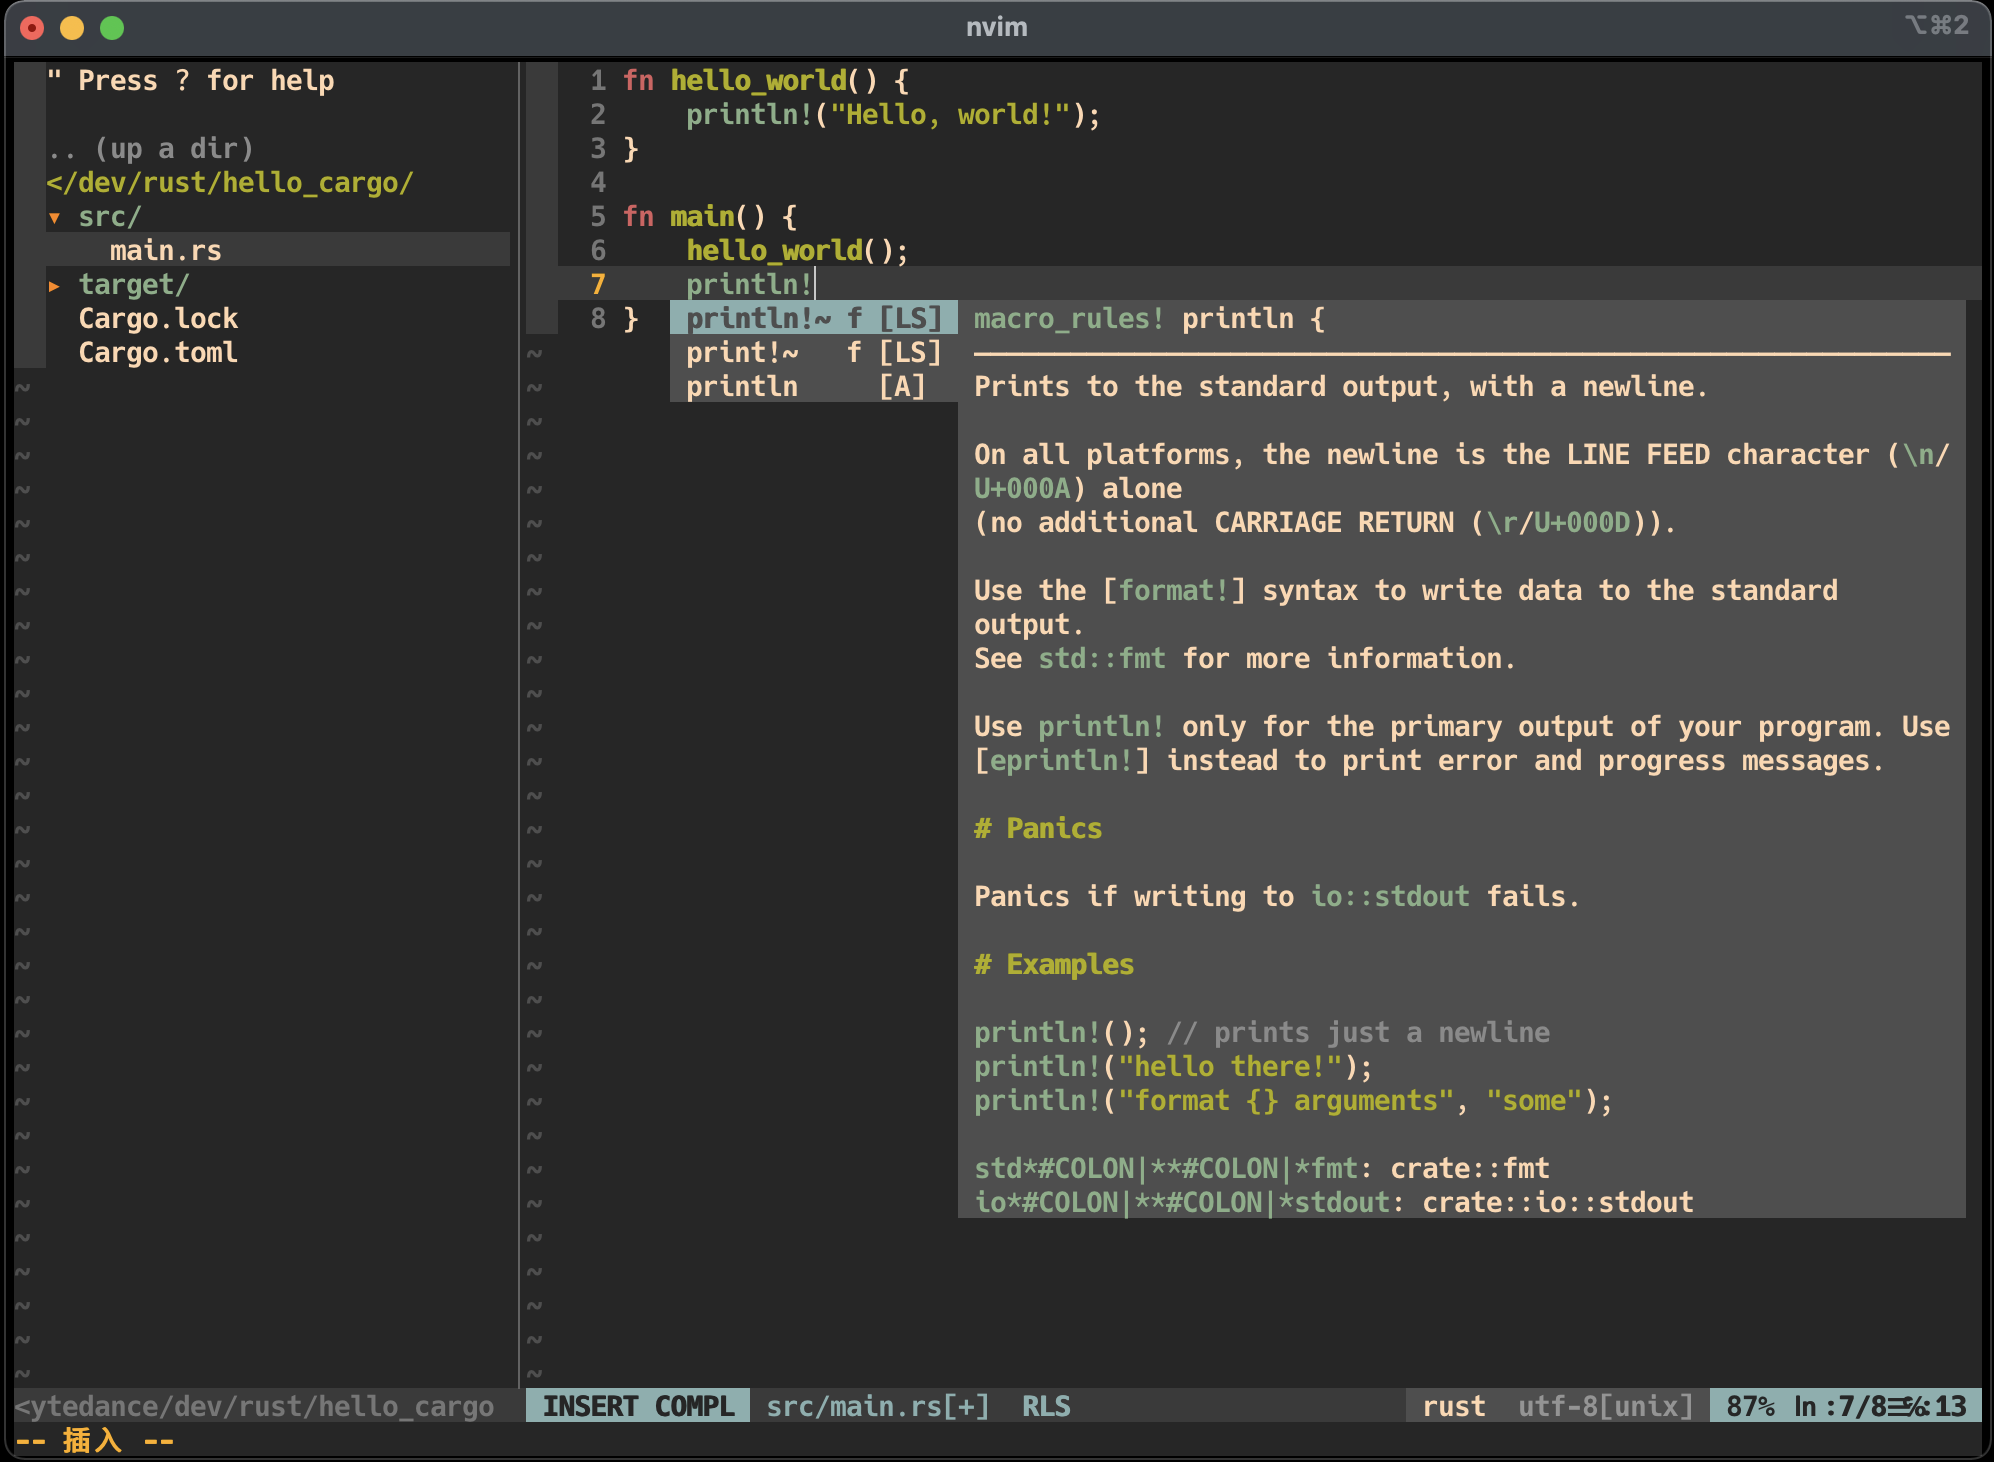 nvim
⌥⌘2
" Press ? for help
.. (up a dir)
</dev/rust/hello_cargo/
▾ src/
main.rs
▸ target/
Cargo.lock
Cargo.toml
1 fn hello_world() {
2 println!("Hello, world!");
3 }
4
5 fn main() {
6 hello_world();
7 println!
8 }
println!~ f [LS]
print!~ f [LS]
println [A]
macro_rules! println {
Prints to the standard output, with a newline.
On all platforms, the newline is the LINE FEED character (\n/
U+000A) alone
(no additional CARRIAGE RETURN (\r/U+000D)).
Use the [format!] syntax to write data to the standard
output.
See std::fmt for more information.
Use println! only for the primary output of your program. Use
[eprintln!] instead to print error and progress messages.
# Panics
Panics if writing to io::stdout fails.
# Examples
println!(); // prints just a newline
println!("hello there!");
println!("format {} arguments", "some");
std*#COLON|**#COLON|*fmt: crate::fmt
io*#COLON|**#COLON|*stdout: crate::io::stdout
<ytedance/dev/rust/hello_cargo
INSERT COMPL src/main.rs[+] RLS
rust utf-8[unix] 87% ln :7/8☰℅:13
-- 插入 --